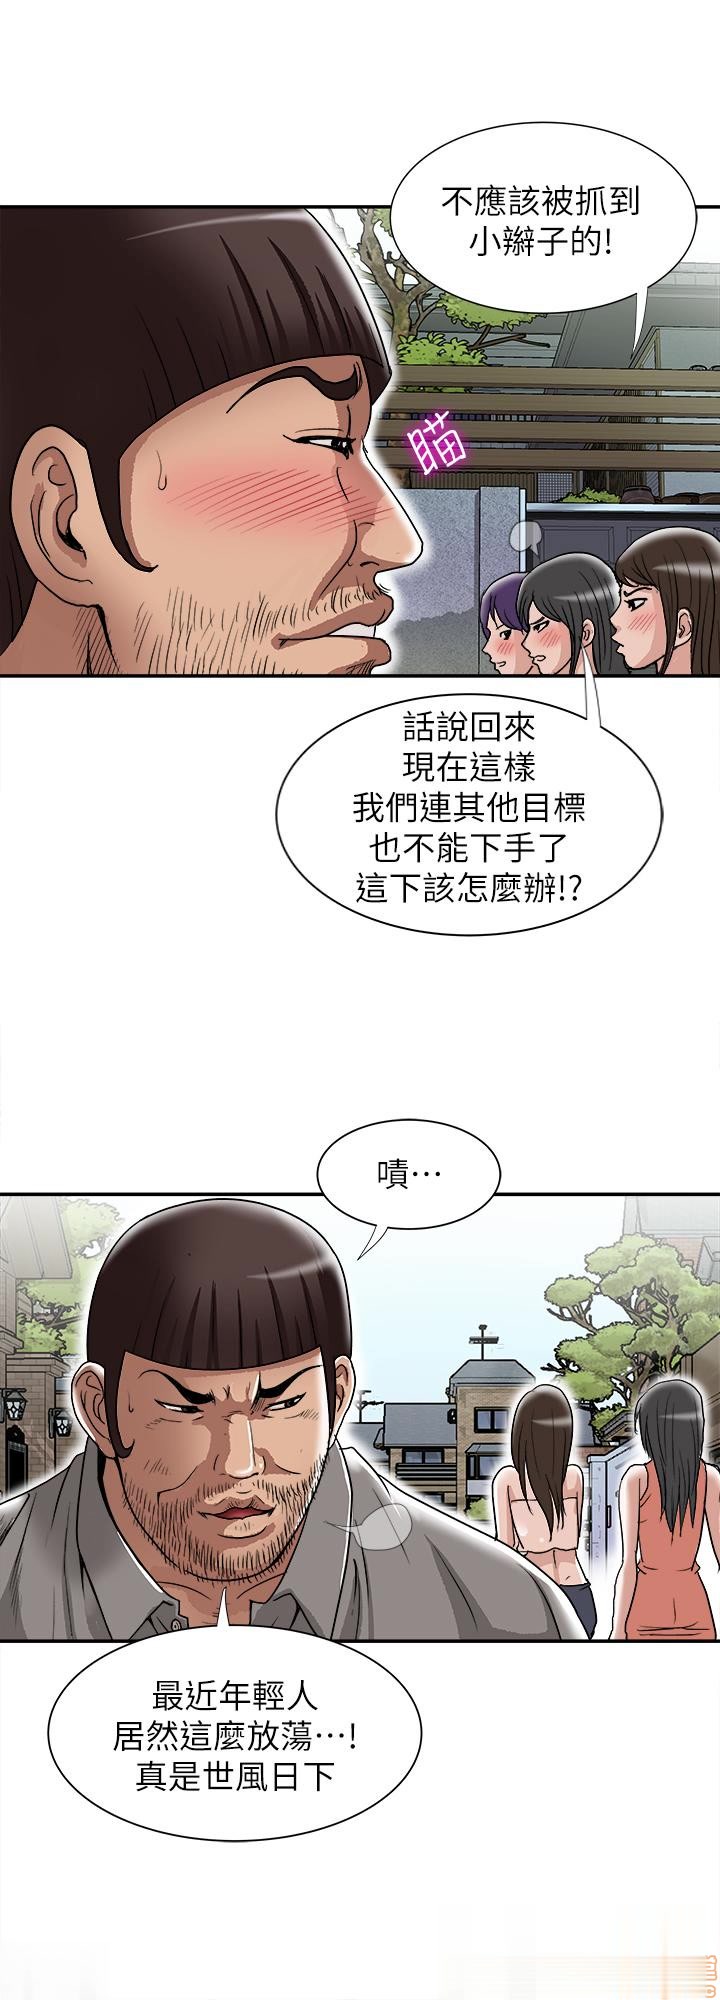 不應該被抓到
小辮子的!
瞄
話說回來
現在這樣
我們連其他目標
也不能下手了
這下該怎麼辦!?
嘖…
最近年輕人
居然這麼放蕩…!
真是世風日下